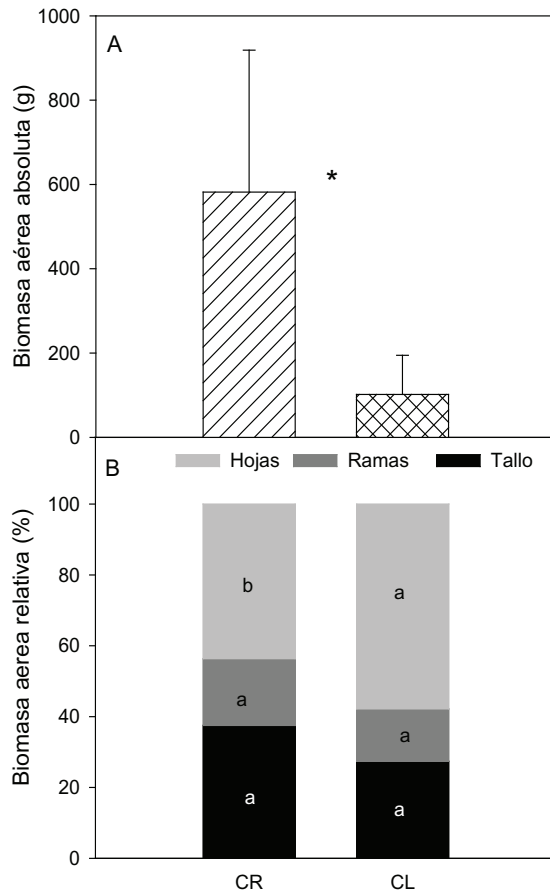 A
Biomasa aérea absoluta (g)
1000
800
600
400
200
0
*
Hojas Ramas Tallo
B
Biomasa aerea relativa (%)
100
80
60
40
20
0
b
a
a
a
a
a
CR CL